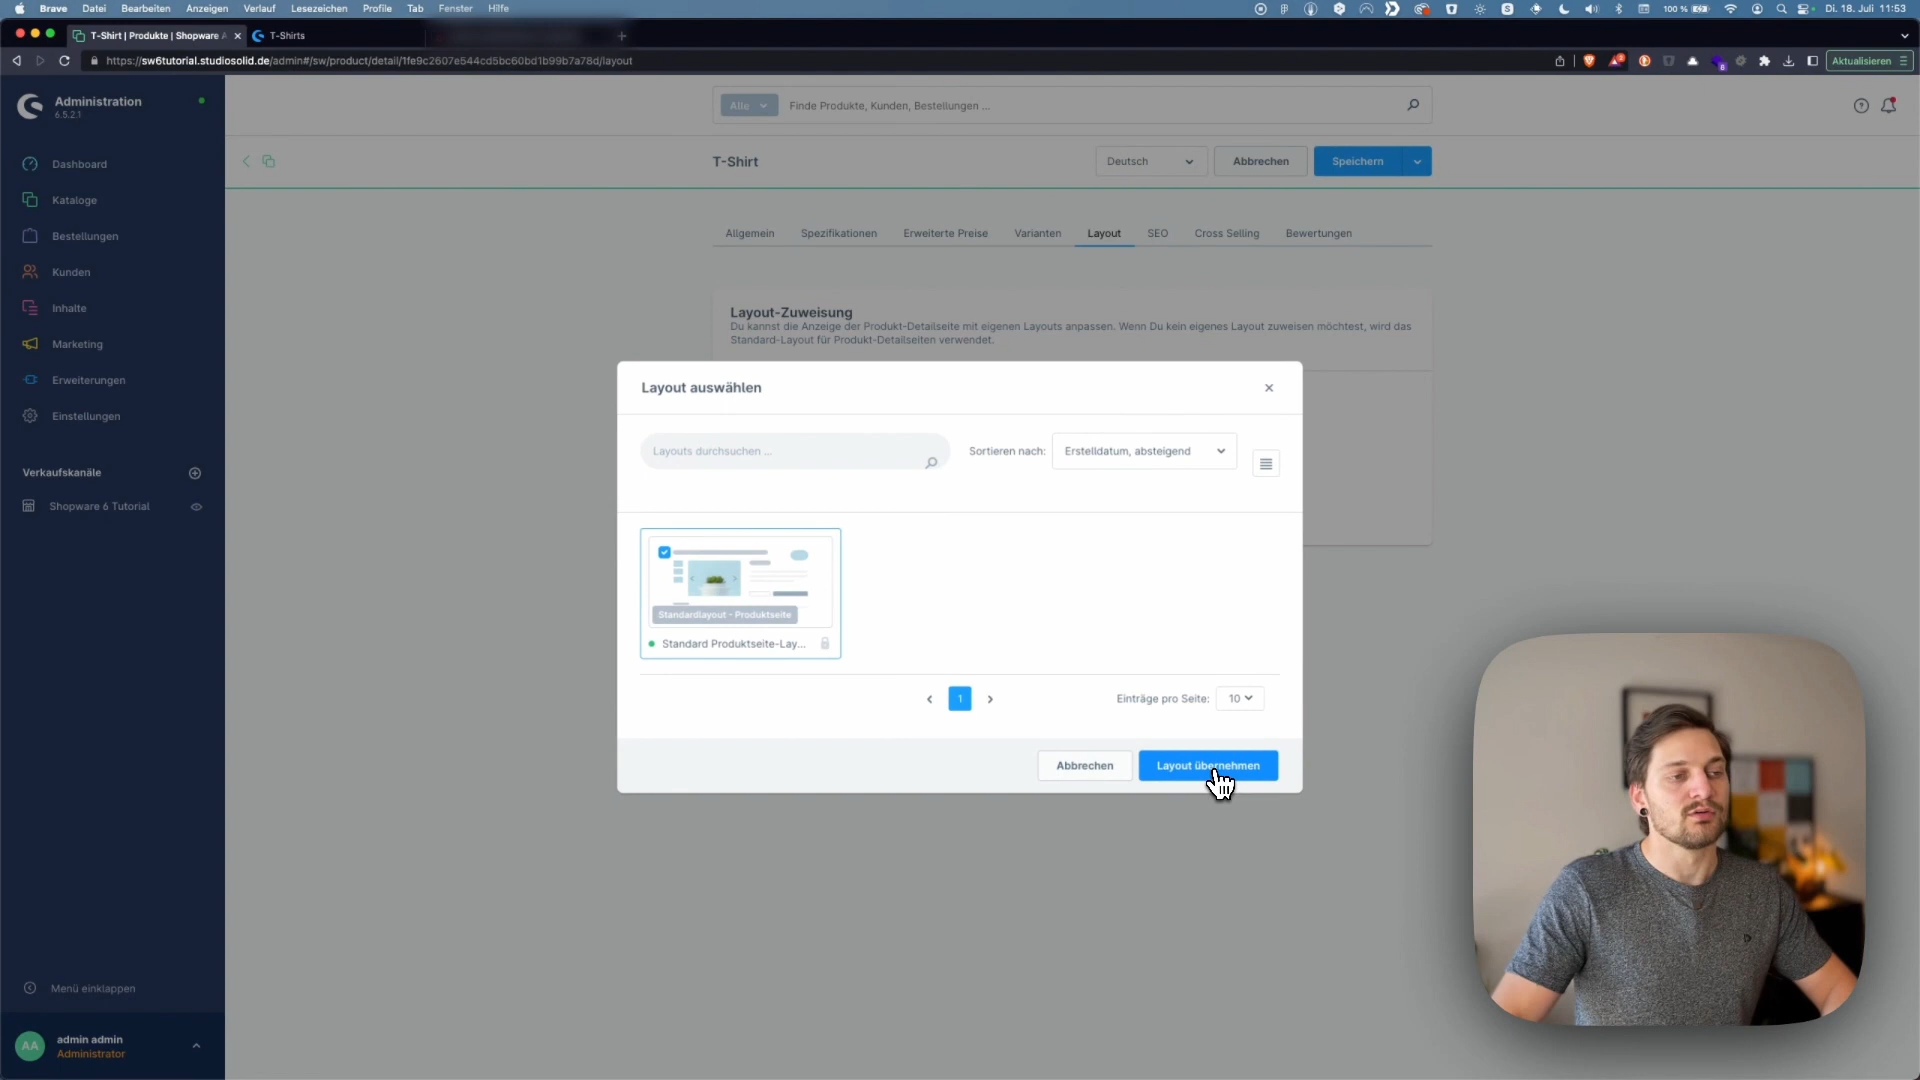 Brave Datei Bearbeiten Anzeigen Verlauf Lesezeichen Profile Tab Fenster Hilfe 100 % Di. 18. Juli 11:53
T-Shirt | Produkte | Shopware A T-Shirts
https://sw6tutorial.studiosolid.de/admin#/sw/product/detail/1fe9c2607e544cd5bc60bd1b99b7a78d/layout Aktualisieren
Administration
6.5.2.1
Alle Finde Produkte, Kunden, Bestellungen ...
T-Shirt Deutsch Abbrechen Speichern
Dashboard
Kataloge
Bestellungen
Kunden
Inhalte
Marketing
Erweiterungen
Einstellungen
Verkaufskanäle
Shopware 6 Tutorial
Menü einklappen
AA admin admin
Administrator
Allgemein Spezifikationen Erweiterte Preise Varianten Layout SEO Cross Selling Bewertungen
Layout-Zuweisung
Du kannst die Anzeige der Produkt-Detailseite mit eigenen Layouts anpassen. Wenn Du kein eigenes Layout zuweisen möchtest, wird das
Standard-Layout für Produkt-Detailseiten verwendet.
Layout auswählen
Layouts durchsuchen ... Sortieren nach: Erstelldatum, absteigend
Standardlayout - Produktseite
Standard Produktseite-Lay...
1 Einträge pro Seite: 10
Abbrechen Layout übernehmen